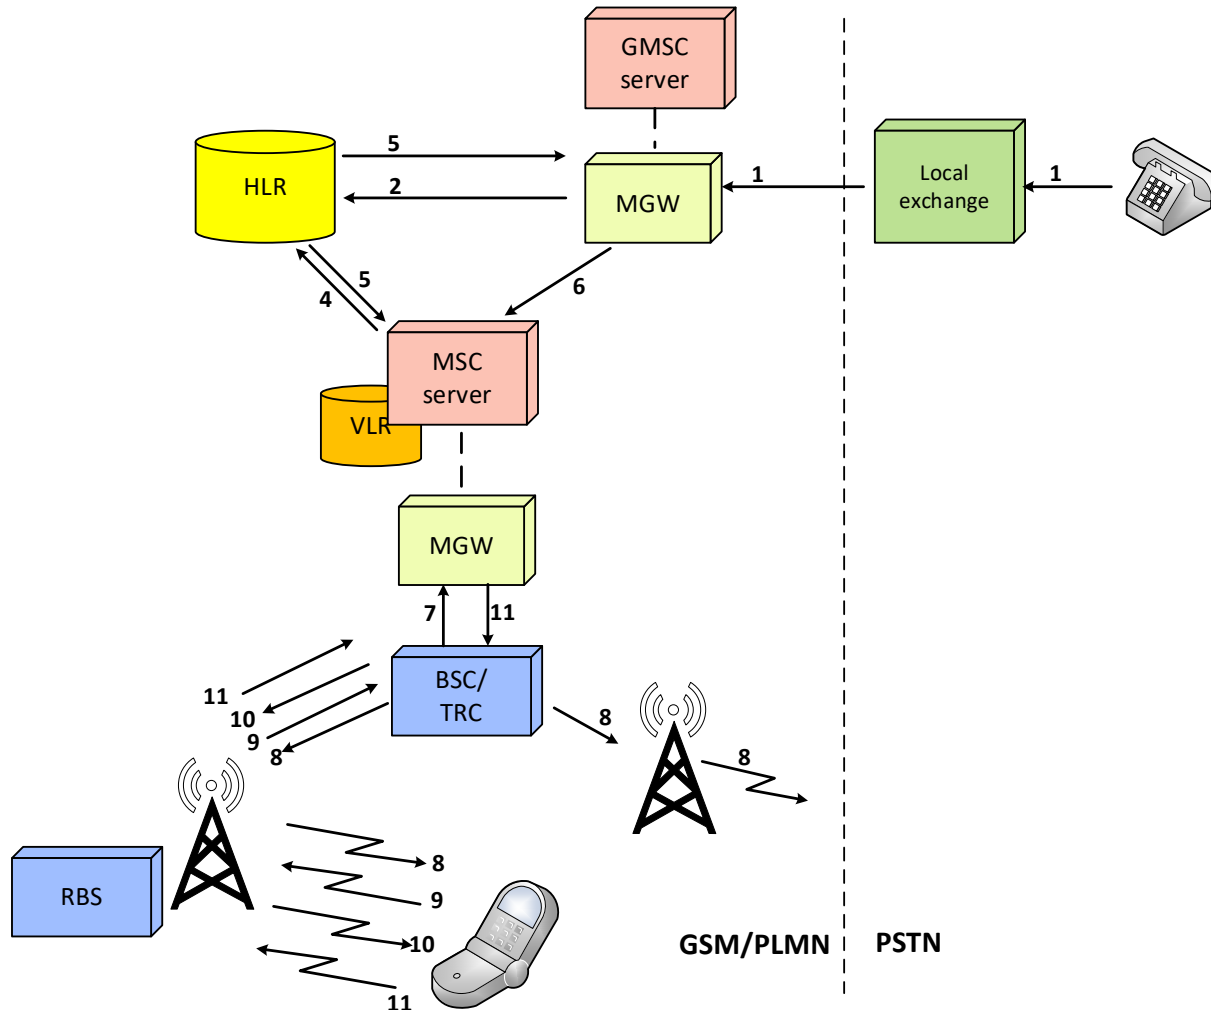 GMSC
server
5
HLR
2
MGW
1
Local
exchange
1
5
4
6
MSC
server
VLR
MGW
7
11
11
10
9
8
BSC/
TRC
8
8
RBS
8
9
10
11
GSM/PLMN
PSTN